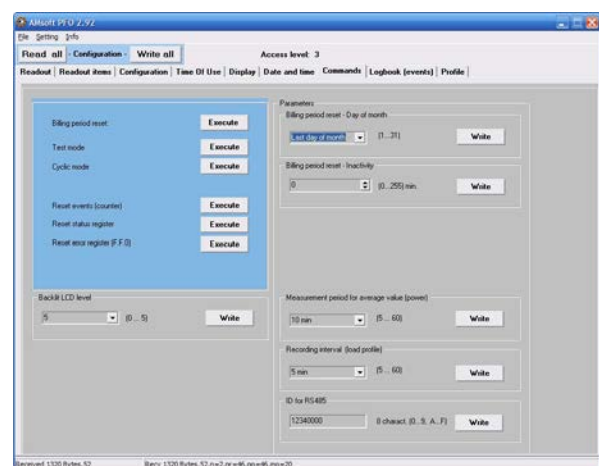 AMsoft PFO 2.92
File Setting Info
Read all - Configuration - Write all Access level: 3
Readout Readout items Configuration Time Of Use Display Date and time Commands Logbook (events) Profile
Billing period reset: Execute
Test mode Execute
Cyclic mode Execute
Reset events (counter) Execute
Reset status register Execute
Reset error register (F.F.0) Execute
Backlit LCD level
5 (0 ... 5) Write
Parameters
Billing period reset - Day of month
Last day of month (1...31) Write
Billing period reset - Inactivity
0 (0...255) min. Write
Measurement period for average value (power)
10 min (5 ... 60) Write
Recording interval (load profile)
5 min (5 ... 60) Write
ID for RS485
12340000 8 charact. (0...9, A...F) Write
Received 1320 Bytes, 52